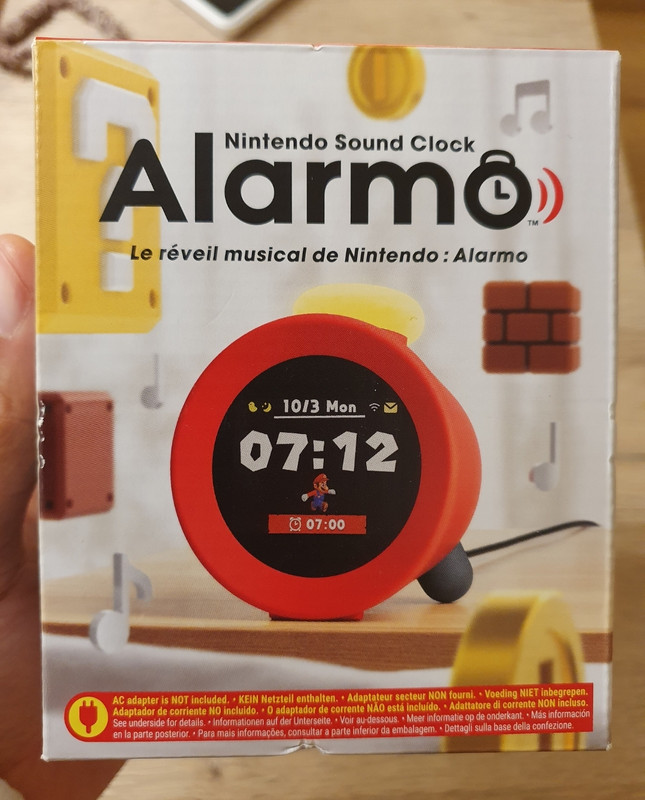 Nintendo Sound Clock
Alarmo™
Le réveil musical de Nintendo : Alarmo
10/3 Mon
07:12
07:00
AC adapter is NOT included. • KEIN Netzteil enthalten. • Adaptateur secteur NON fourni. • Voeding NIET inbegrepen.
Adaptador de corriente NO incluido. • O adaptador de corrente NÃO está incluído. • Adattatore di corrente NON incluso.
See underside for details. • Informationen auf der Unterseite. • Voir au-dessous. • Meer informatie op de onderkant. • Más información
en la parte posterior. • Para mais informações, consultar a parte inferior da embalagem. • Dettagli sulla base della confezione.